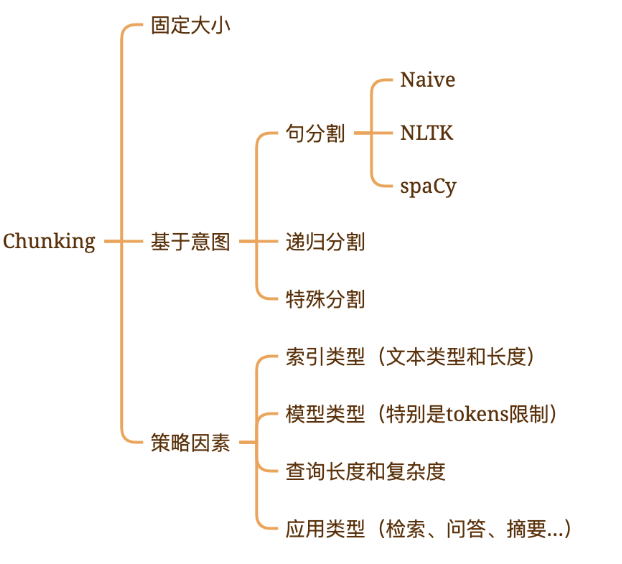 固定大小
Naive
句分割
NLTK
spaCy
Chunking
基于意图
递归分割
特殊分割
索引类型（文本类型和长度）
模型类型（特别是tokens限制）
策略因素
查询长度和复杂度
应用类型（检索、问答、摘要...）